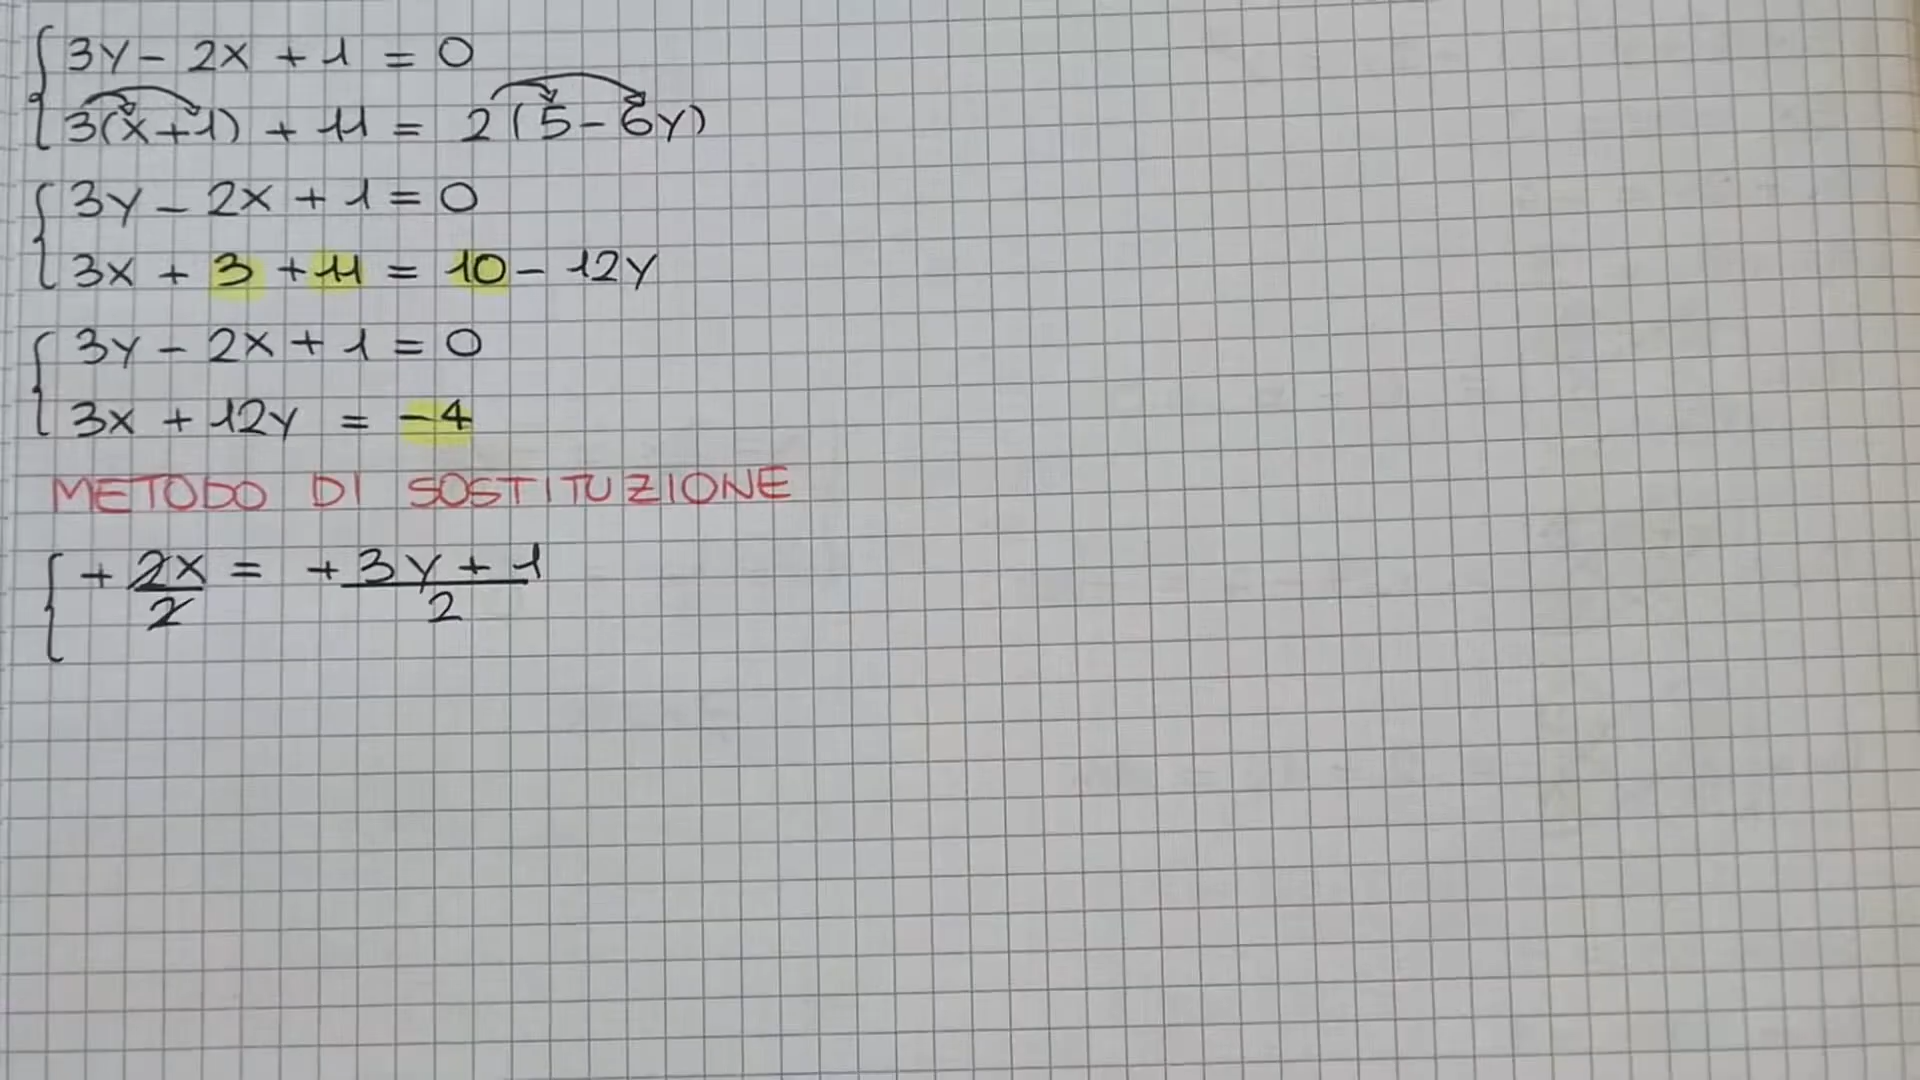 3y - 2x + 1 = 0
3(x+1) + 11 = 2(5 - 6y)
3y - 2x + 1 = 0
3x + 3 + 11 = 10 - 12y
3y - 2x + 1 = 0
3x + 12y = -4
METODO DI SOSTITUZIONE
+ 2x/2 = + 3y + 1/2